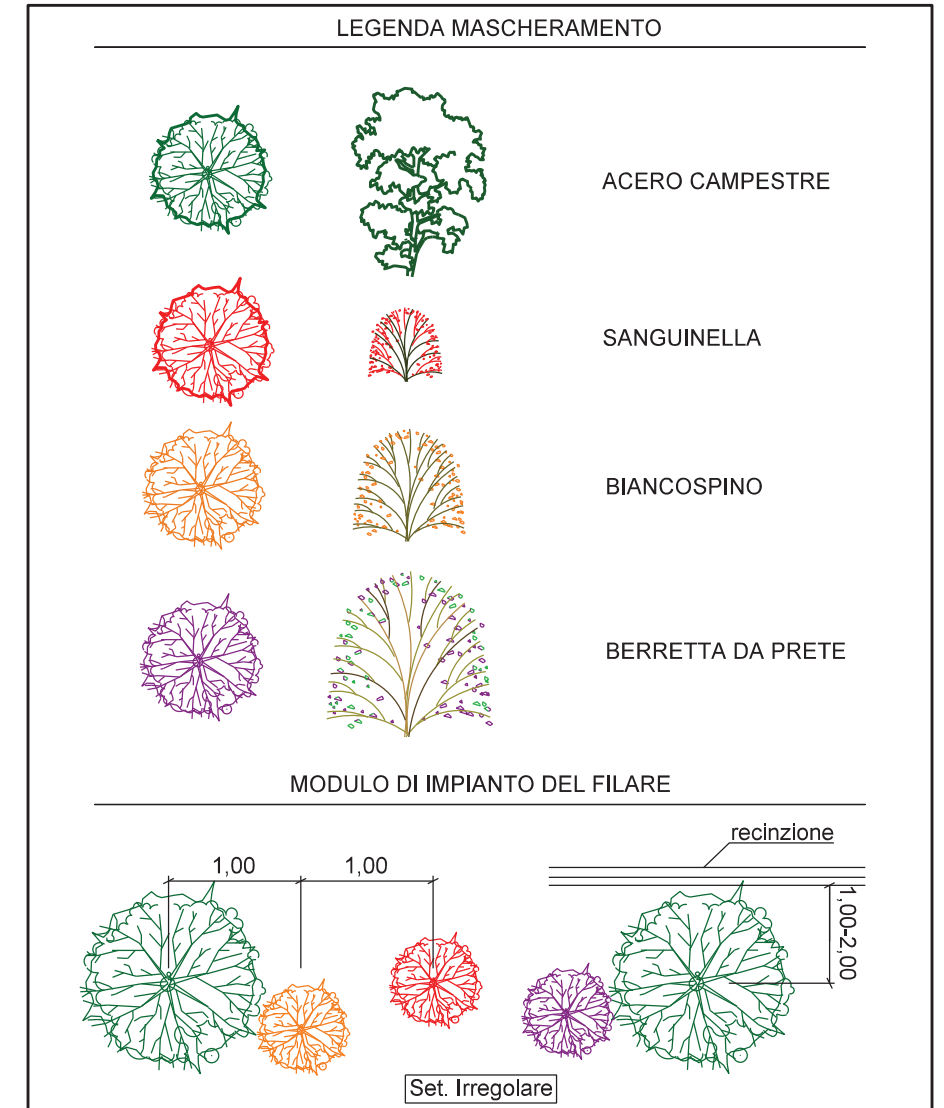 LEGENDA MASCHERAMENTO
ACERO CAMPESTRE
SANGUINELLA
BIANCOSPINO
BERRETTA DA PRETE
MODULO DI IMPIANTO DEL FILARE
recinzione
1,00
1,00
1,00-2,00
Set. Irregolare